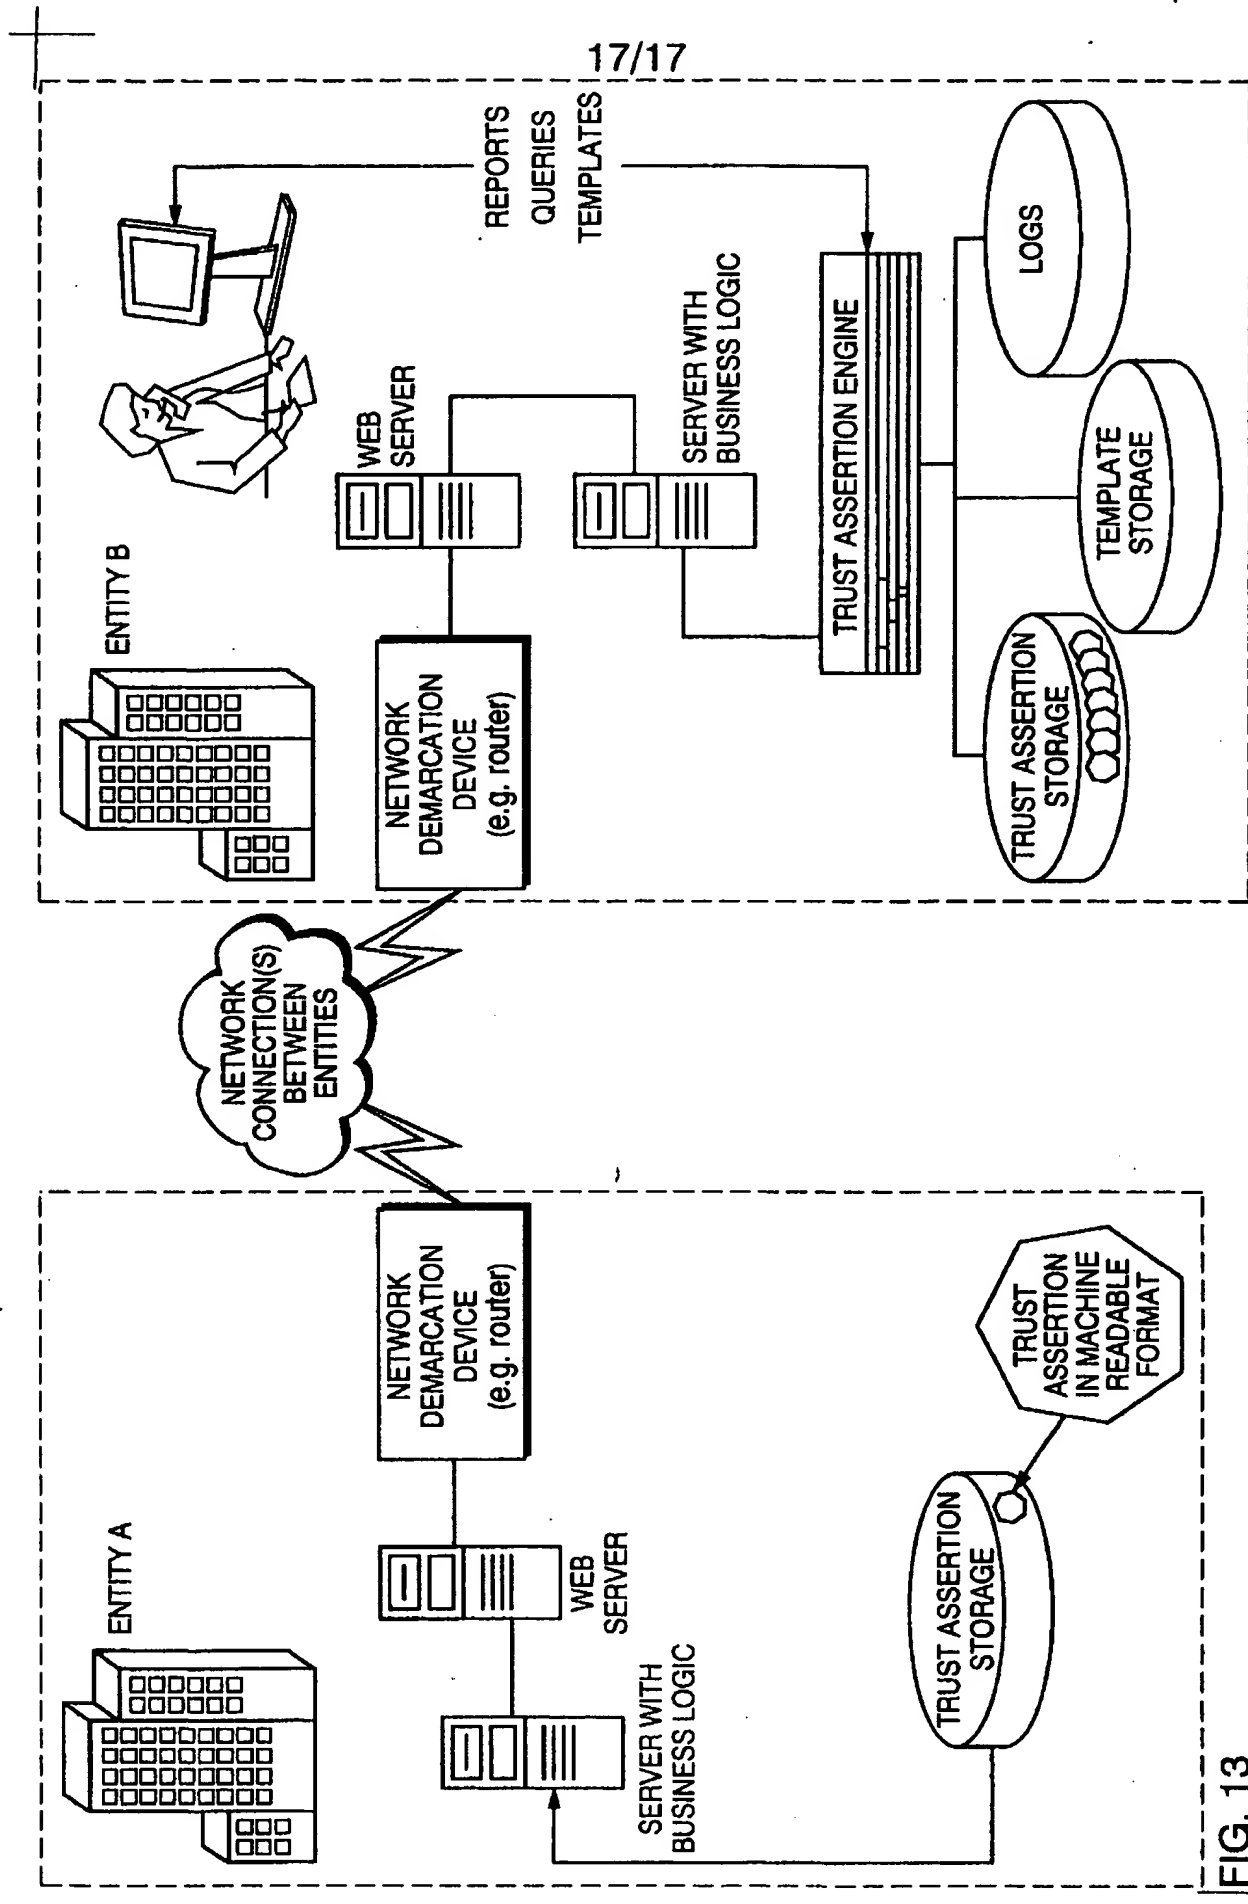 17/17
ENTITY A
SERVER WITH
BUSINESS LOGIC
WEB
SERVER
NETWORK
DEMARCATION
DEVICE
(e.g. router)
TRUST ASSERTION
STORAGE
TRUST
ASSERTION
IN MACHINE
READABLE
FORMAT
NETWORK
CONNECTION(S)
BETWEEN
ENTITIES
ENTITY B
NETWORK
DEMARCATION
DEVICE
(e.g. router)
WEB
SERVER
SERVER WITH
BUSINESS LOGIC
REPORTS
QUERIES
TEMPLATES
TRUST ASSERTION ENGINE
TRUST ASSERTION
STORAGE
TEMPLATE
STORAGE
LOGS
FIG. 13